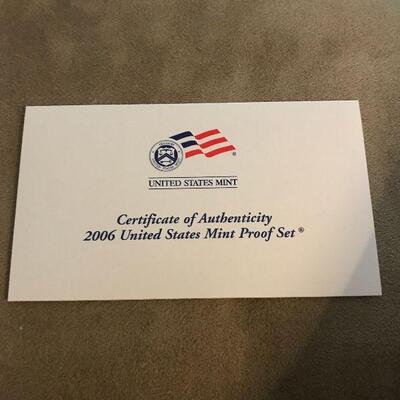 UNITED STATES MINT
Certificate of Authenticity
2006 United States Mint Proof Set®